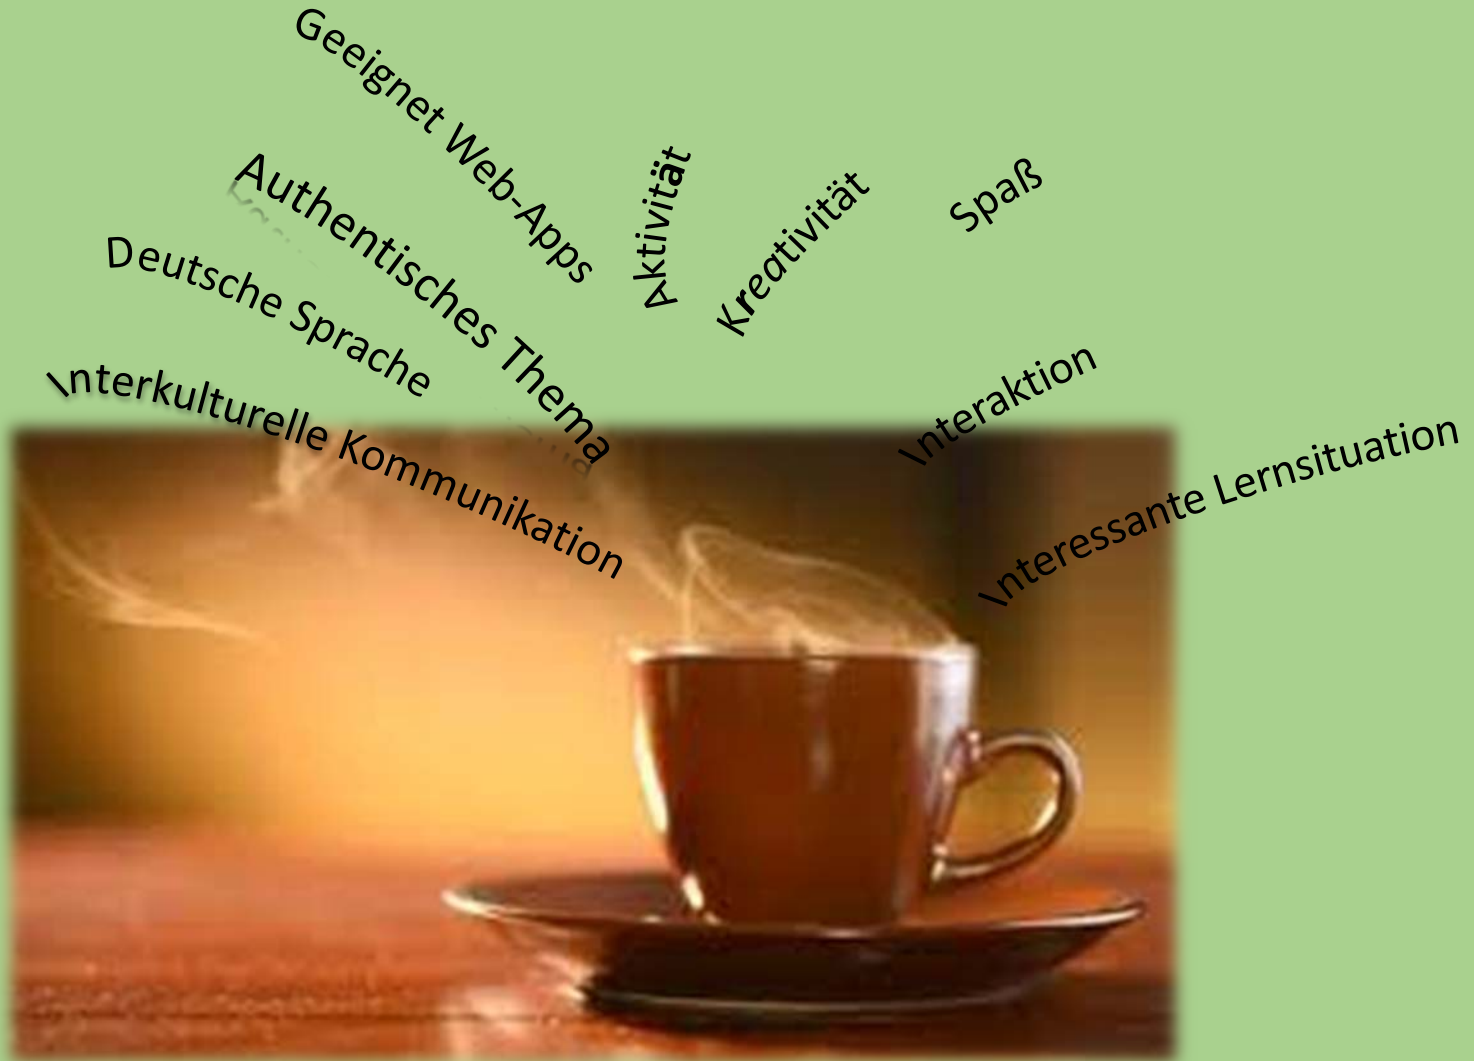 Geeignet Web-Apps
Authentisches Thema
Deutsche Sprache
Interkulturelle Kommunikation
Aktivität
Kreativität
Spaß
Interaktion
Interessante Lernsituation